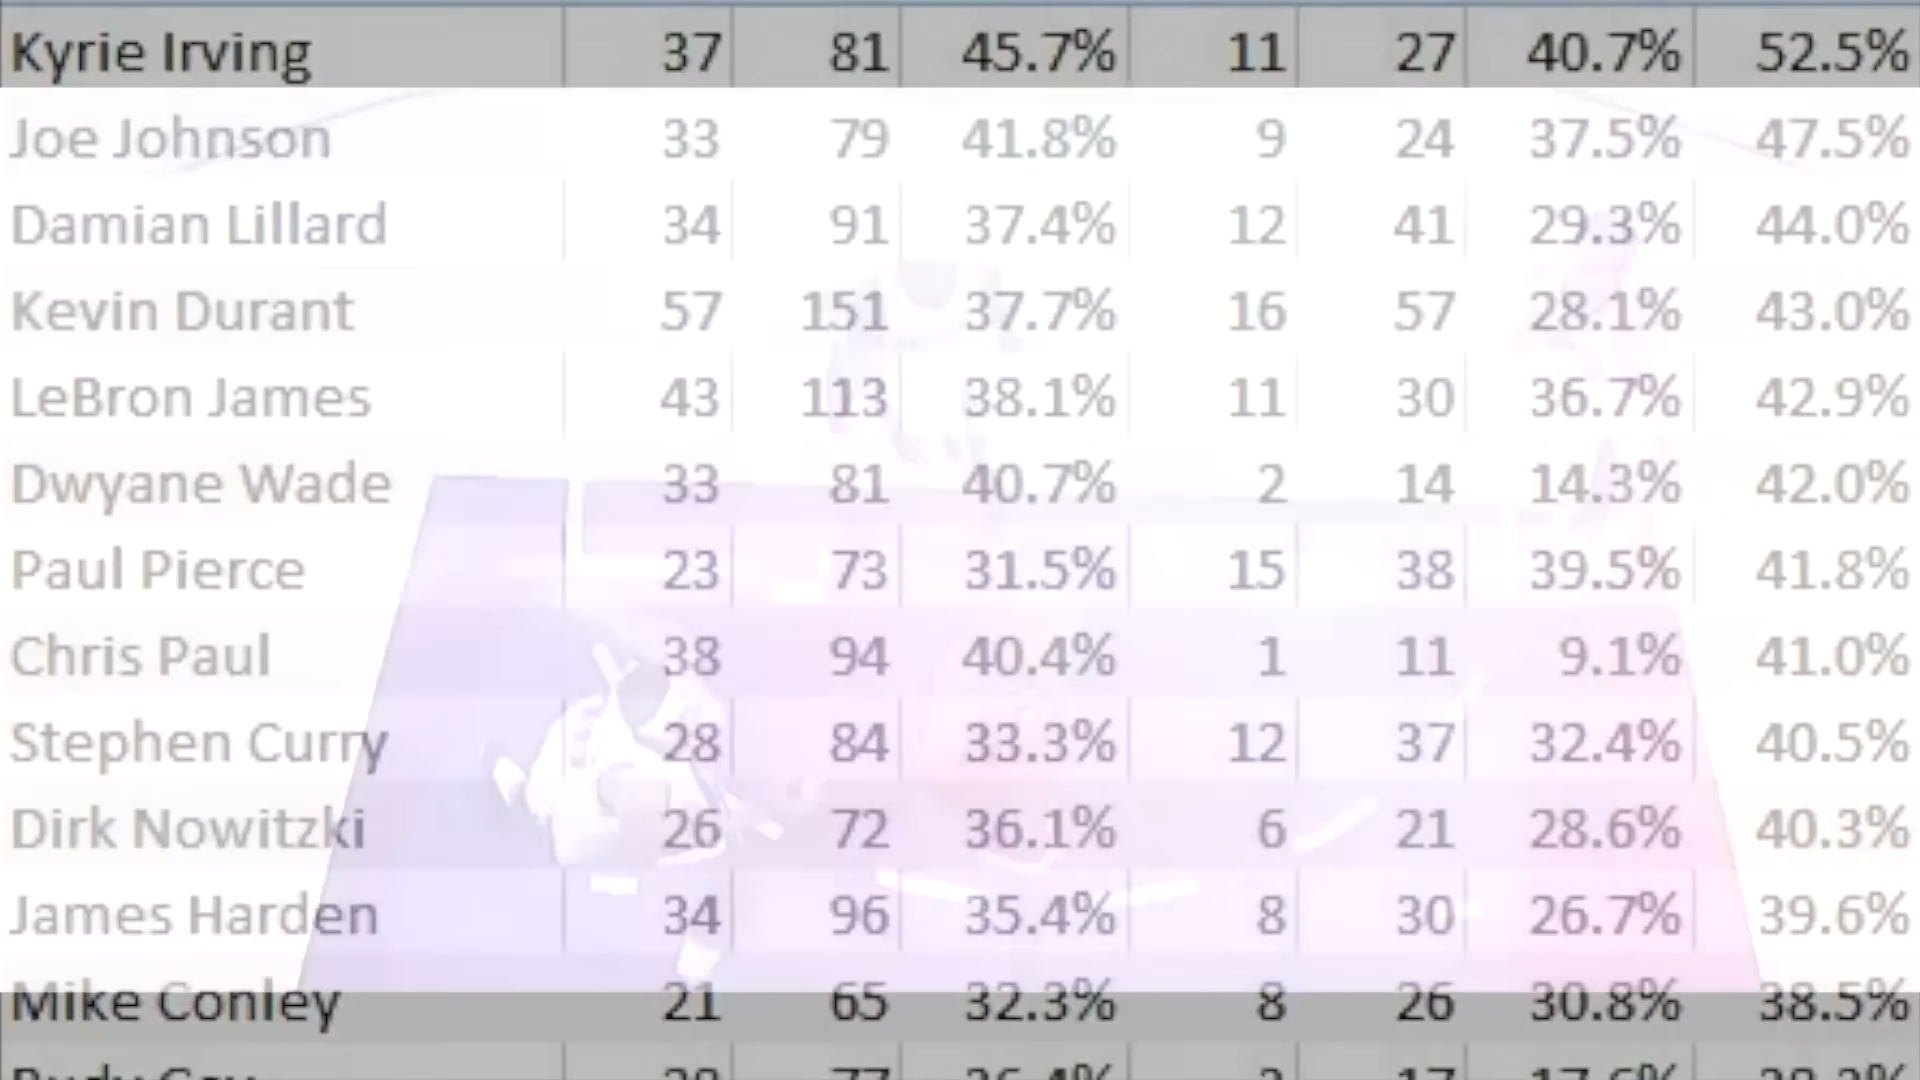 Kyrie Irving 37 81 45.7% 11 27 40.7% 52.5%
Joe Johnson 33 79 41.8% 9 24 37.5% 47.5%
Damian Lillard 34 91 37.4% 12 41 29.3% 44.0%
Kevin Durant 57 151 37.7% 16 57 28.1% 43.0%
LeBron James 43 113 38.1% 11 30 36.7% 42.9%
Dwyane Wade 33 81 40.7% 2 14 14.3% 42.0%
Paul Pierce 23 73 31.5% 15 38 39.5% 41.8%
Chris Paul 38 94 40.4% 1 11 9.1% 41.0%
Stephen Curry 28 84 33.3% 12 37 32.4% 40.5%
Dirk Nowitzki 26 72 36.1% 6 21 28.6% 40.3%
James Harden 34 96 35.4% 8 30 26.7% 39.6%
Mike Conley 21 65 32.3% 8 26 30.8% 38.5%